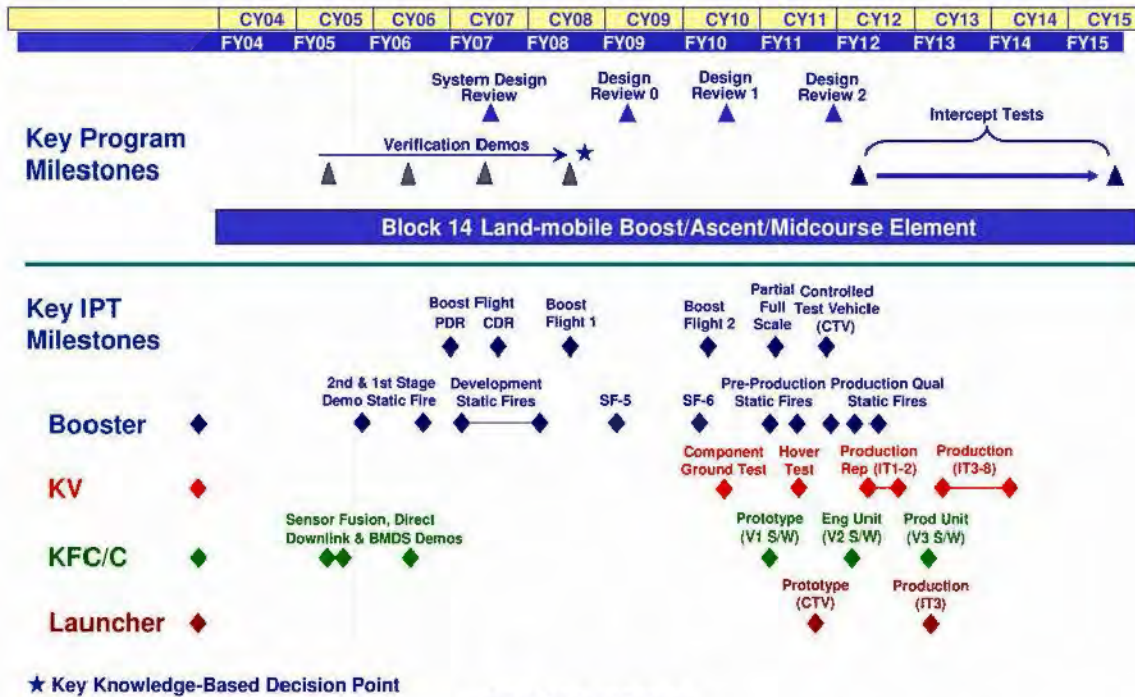 CY04 CY05 CY06 CY07 CY08 CY09 CY10 CY11 CY12 CY13 CY14 CY15
FY04 FY05 FY06 FY07 FY08 FY09 FY10 FY11 FY12 FY13 FY14 FY15
Key Program
Milestones
System Design
Review
Design
Review 0
Design
Review 1
Design
Review 2
Intercept Tests
Verification Demos
Block 14 Land-mobile Boost/Ascent/Midcourse Element
Key IPT
Milestones
Boost Flight
PDR CDR
Boost
Flight 1
Boost
Flight 2
Partial
Full
Scale
Controlled
Test Vehicle
(CTV)
Booster
2nd & 1st Stage
Demo Static Fire
Development
Static Fires
SF-5
SF-6
Pre-Production
Static Fires
Production Qual
Static Fires
KV
Component
Ground Test
Hover
Test
Production
Rep (IT1-2)
Production
(IT3-8)
KFC/C
Sensor Fusion, Direct
Downlink & BMDS Demos
Prototype
(V1 S/W)
Eng Unit
(V2 S/W)
Prod Unit
(V3 S/W)
Launcher
Prototype
(CTV)
Production
(IT3)
★ Key Knowledge-Based Decision Point